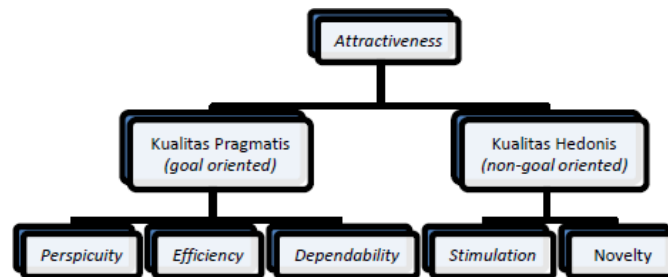 Attractiveness
Kualitas Pragmatis
(goal oriented)
Kualitas Hedonis
(non-goal oriented)
Perspicuity
Efficiency
Dependability
Stimulation
Novelty